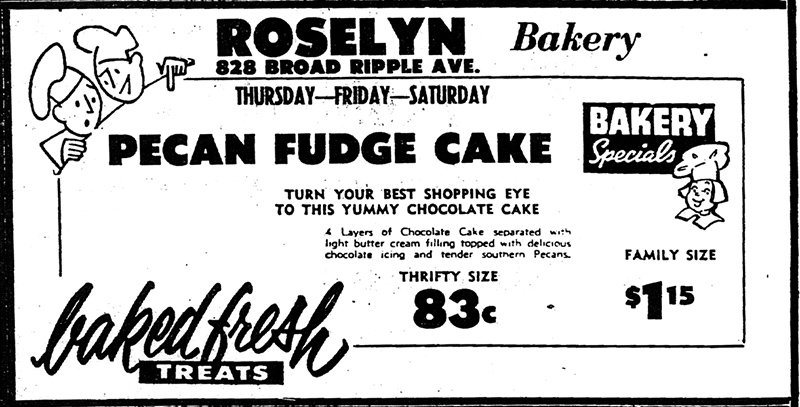 ROSELYN Bakery
828 BROAD RIPPLE AVE.
THURSDAY—FRIDAY—SATURDAY
PECAN FUDGE CAKE
BAKERY
Specials
TURN YOUR BEST SHOPPING EYE
TO THIS YUMMY CHOCOLATE CAKE
4 Layers of Chocolate Cake separated with
light butter cream filling topped with delicious
chocolate icing and tender southern Pecans.
THRIFTY SIZE
83c
FAMILY SIZE
$1 15
baked fresh
TREATS